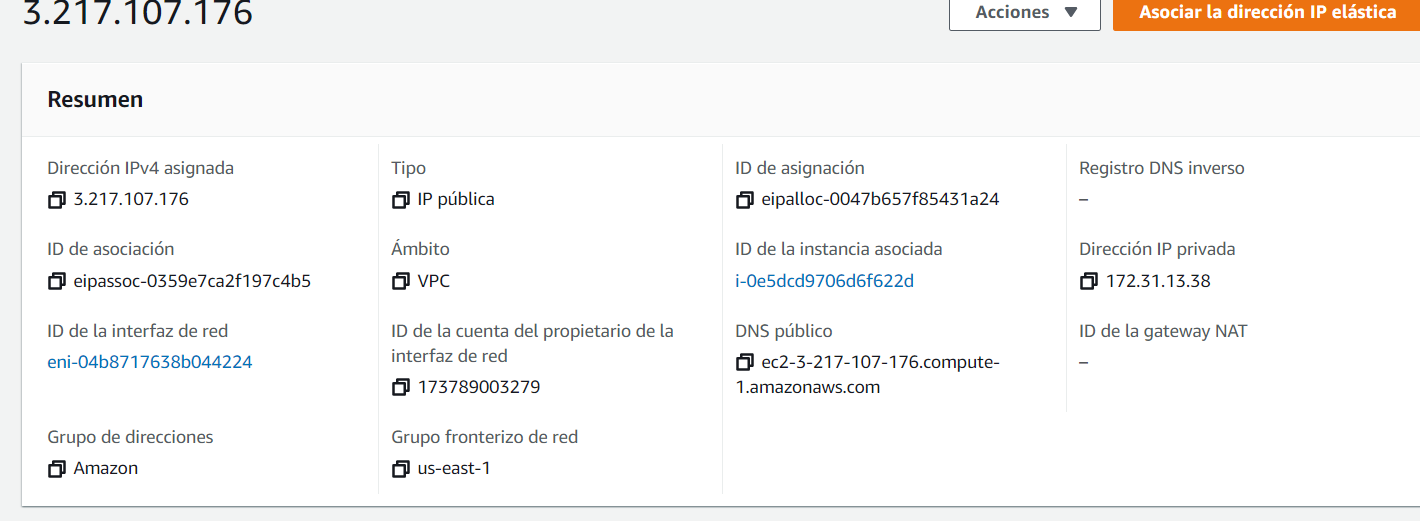 3.217.107.176
Acciones
Asociar la dirección IP elástica
Resumen
Dirección IPv4 asignada
3.217.107.176
Tipo
IP pública
ID de asignación
eipalloc-0047b657f85431a24
Registro DNS inverso
–
ID de asociación
eipassoc-0359e7ca2f197c4b5
Ámbito
VPC
ID de la instancia asociada
i-0e5dcd9706d6f622d
Dirección IP privada
172.31.13.38
ID de la interfaz de red
eni-04b8717638b044224
ID de la cuenta del propietario de la
interfaz de red
173789003279
DNS público
ec2-3-217-107-176.compute-
1.amazonaws.com
ID de la gateway NAT
–
Grupo de direcciones
Amazon
Grupo fronterizo de red
us-east-1